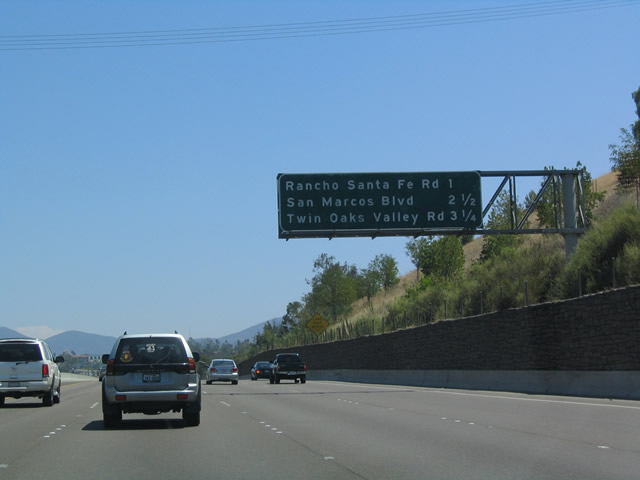 Rancho Santa Fe Rd 1
San Marcos Blvd 2 ½
Twin Oaks Valley Rd 3 ¼